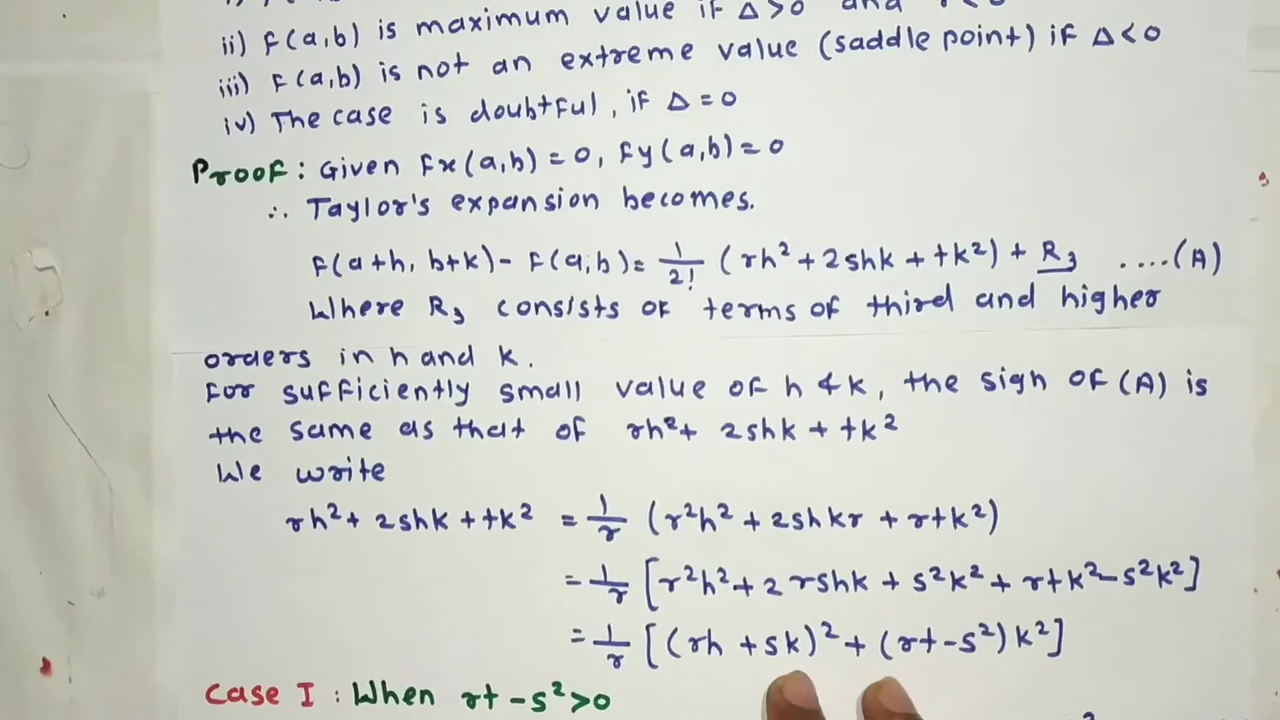 ii) f(a,b) is maximum value if Δ>0 and
iii) f(a,b) is not an extreme value (saddle point) if Δ<0
iv) The case is doubtful, if Δ=0
Proof: Given fx(a,b)=0, fy(a,b)=0
∴ Taylor's expansion becomes.
f(a+h, b+k)- f(a,b)= 1/2! (rh²+2shk+tk²)+R₃ ....(A)
Where R₃ consists of terms of third and higher
orders in h and k.
For sufficiently small value of h & k, the sign of (A) is
the same as that of rh²+ 2shk+tk²
We write
rh²+2shk+tk² = 1/r (r²h²+2shkr+rtk²)
= 1/r [r²h²+2rshk+s²k²+rtk²-s²k²]
= 1/r [(rh+sk)²+(rt-s²)k²]
Case I: When rt-s²>0